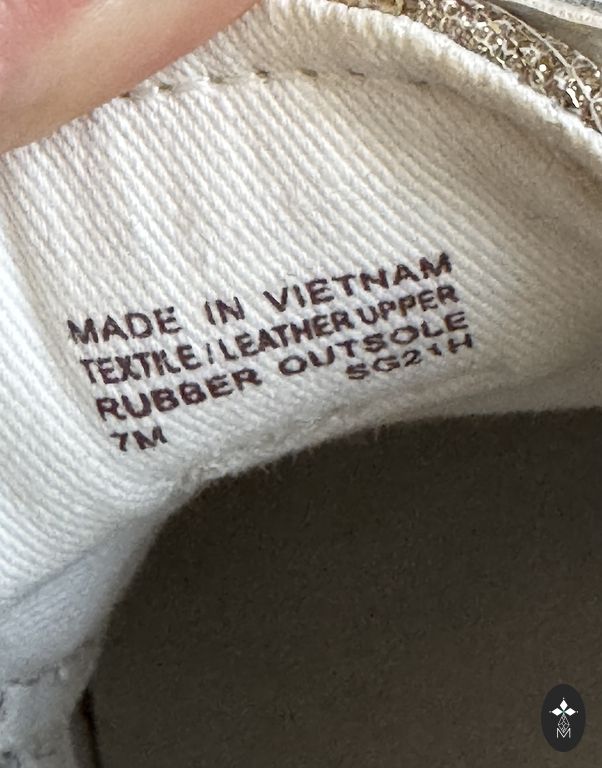 MADE IN VIETNAM
TEXTILE / LEATHER UPPER
RUBBER OUTSOLE
SG21H
7M
M